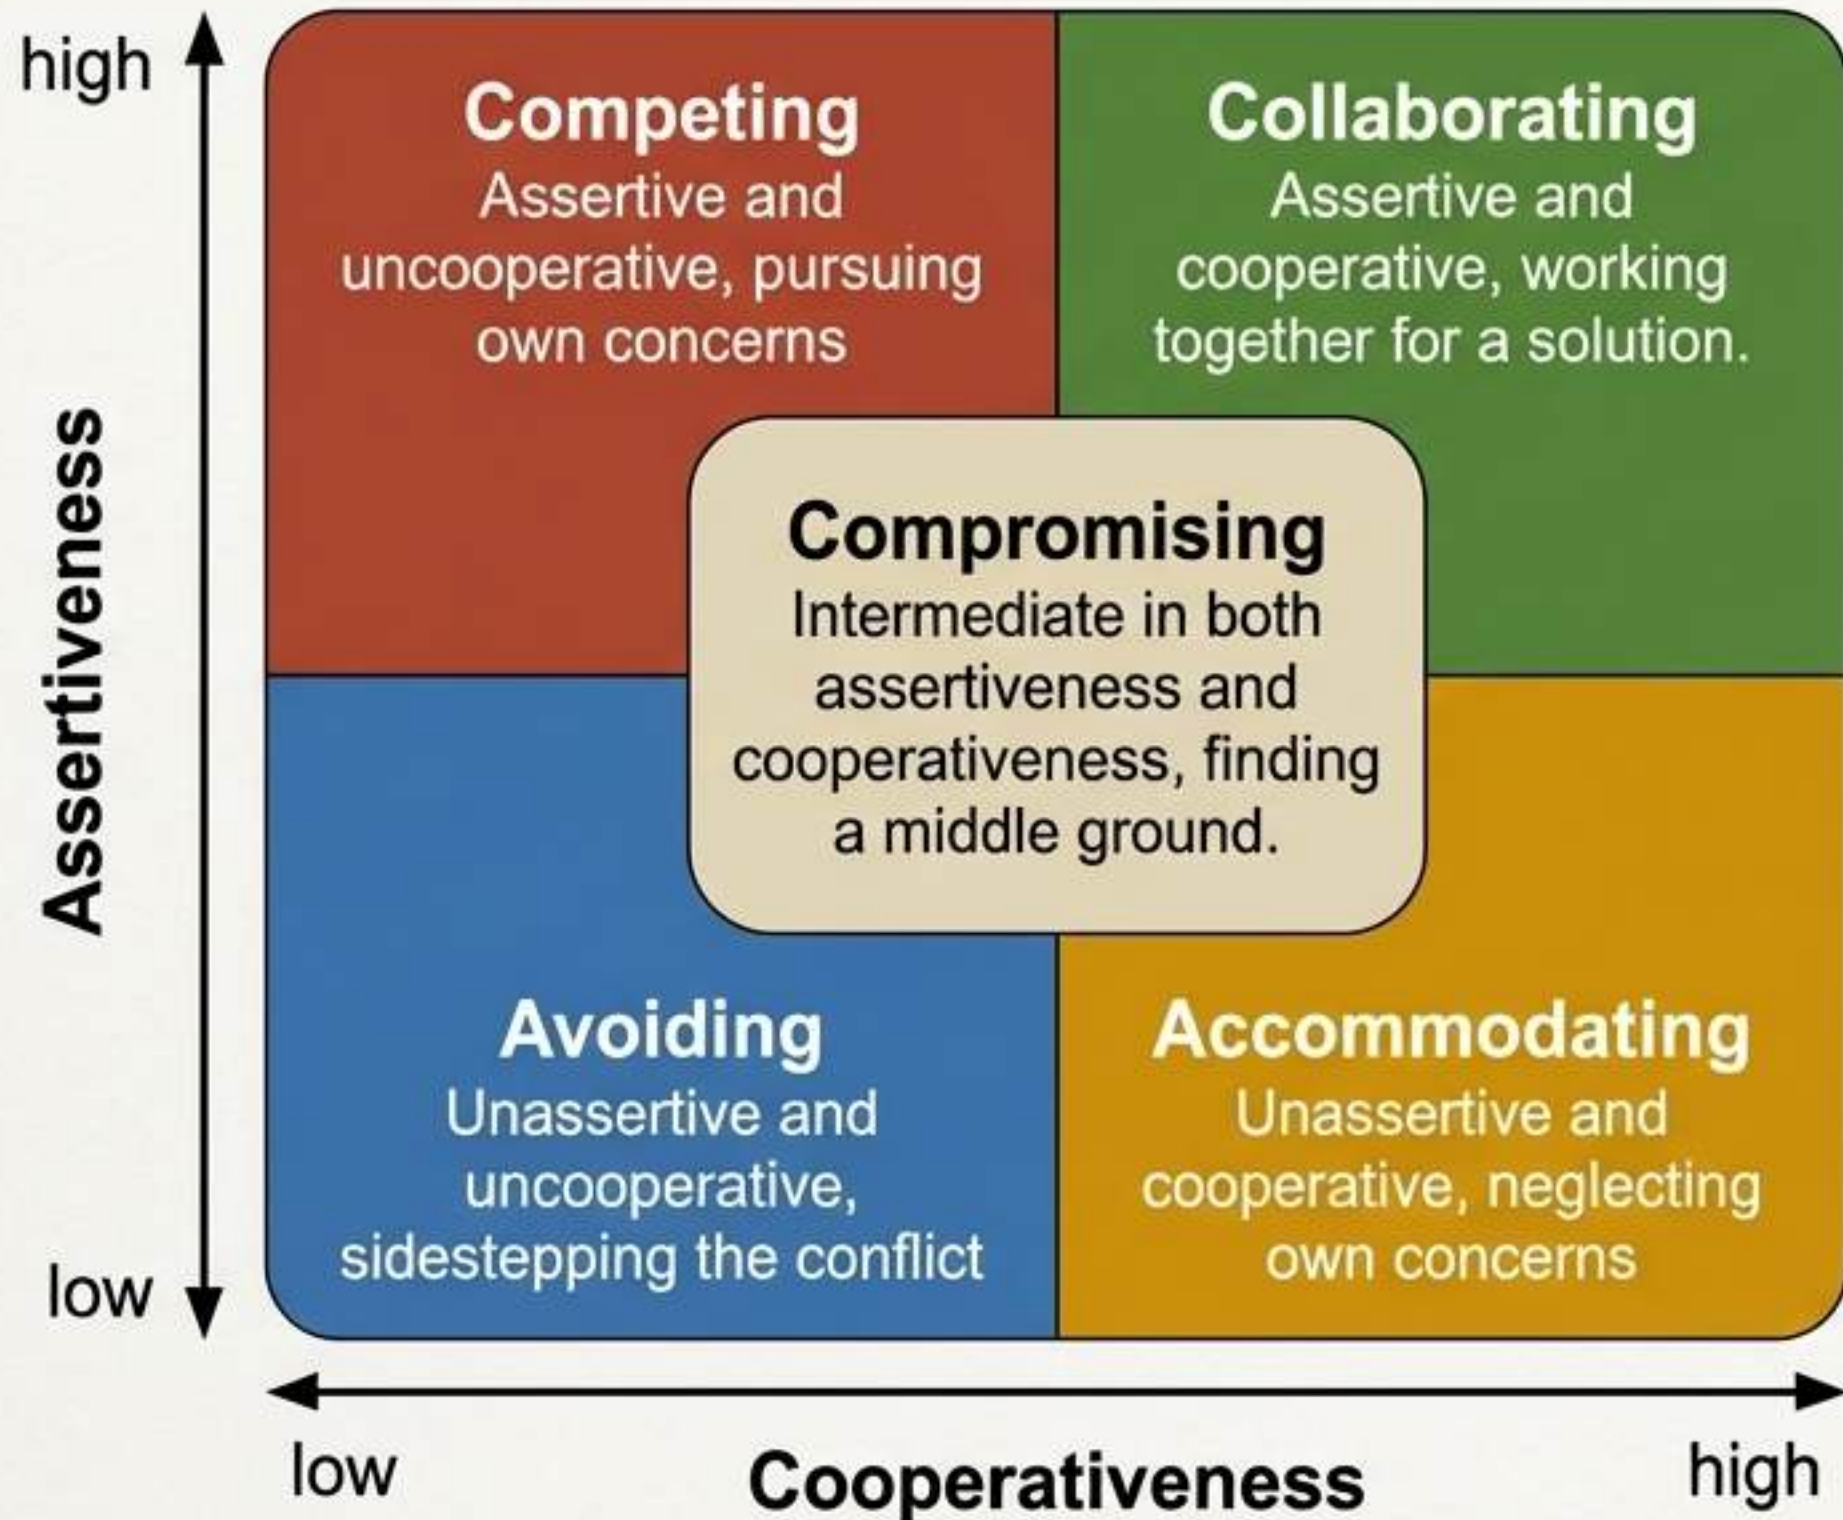 high
Competing
Assertive and
uncooperative, pursuing
own concerns
Collaborating
Assertive and
cooperative, working
together for a solution.
Assertiveness
Compromising
Intermediate in both
assertiveness and
cooperativeness, finding
a middle ground.
Avoiding
Unassertive and
uncooperative,
sidestepping the conflict
Accommodating
Unassertive and
cooperative, neglecting
own concerns
low
low
Cooperativeness
high